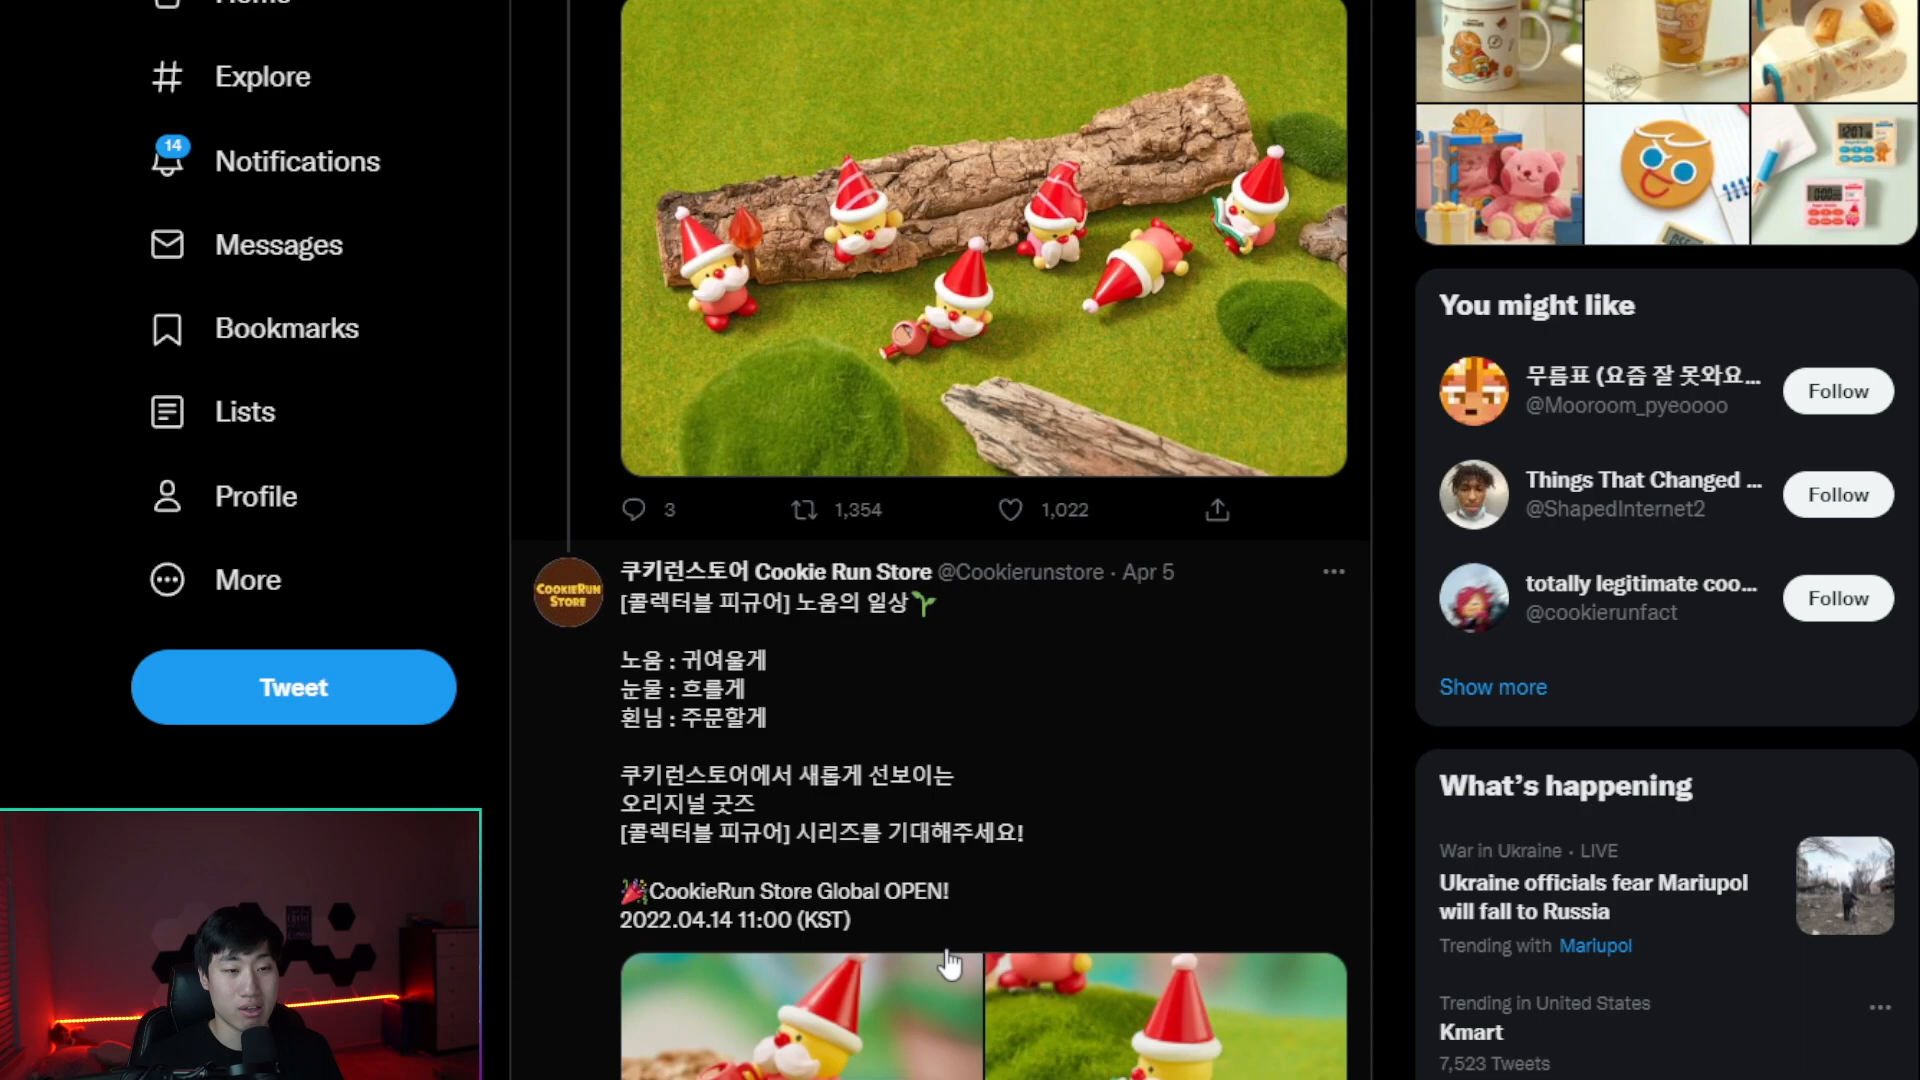 Explore
14
Notifications
Messages
Bookmarks
Lists
Profile
More
Tweet
3
1,354
1,022
COOKIERUN
STORE
쿠키런스토어 Cookie Run Store @Cookierunstore · Apr 5
[콜렉터블 피규어] 노움의 일상
노움 : 귀여울게
눈물 : 흐를게
횐님 : 주문할게
쿠키런스토어에서 새롭게 선보이는
오리지널 굿즈
[콜렉터블 피규어] 시리즈를 기대해주세요!
CookieRun Store Global OPEN!
2022.04.14 11:00 (KST)
You might like
무름표 (요즘 잘 못와요...
@Mooroom_pyeoooo
Follow
Things That Changed ...
@ShapedInternet2
Follow
totally legitimate coo...
@cookierunfact
Follow
Show more
What's happening
War in Ukraine · LIVE
Ukraine officials fear Mariupol
will fall to Russia
Trending with Mariupol
Trending in United States
Kmart
7,523 Tweets